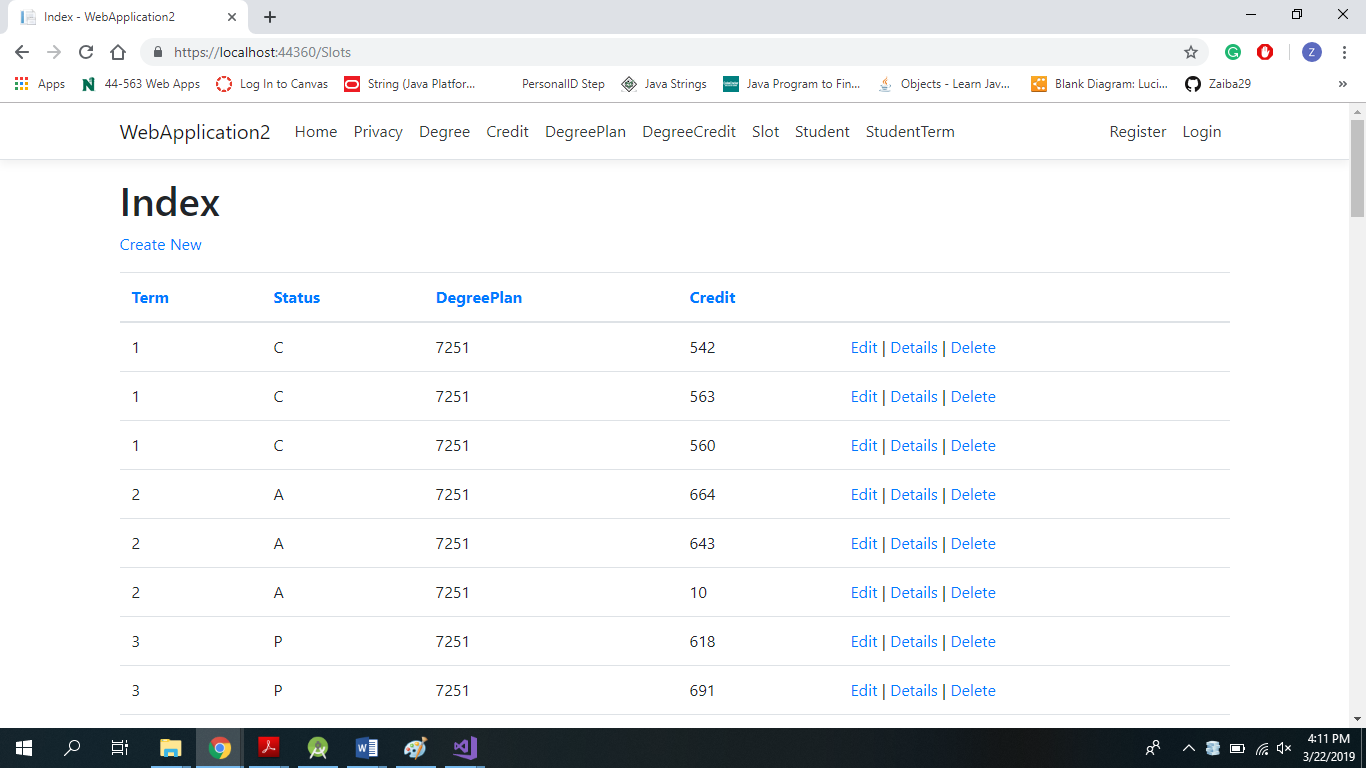 Index - WebApplication2
https://localhost:44360/Slots
Z
Apps 44-563 Web Apps Log In to Canvas String (Java Platfor... PersonalID Step Java Strings Java Program to Fin... Objects - Learn Jav... Blank Diagram: Luci... Zaiba29 »
WebApplication2 Home Privacy Degree Credit DegreePlan DegreeCredit Slot Student StudentTerm Register Login
Index
Create New
Term Status DegreePlan Credit
1 C 7251 542 Edit | Details | Delete
1 C 7251 563 Edit | Details | Delete
1 C 7251 560 Edit | Details | Delete
2 A 7251 664 Edit | Details | Delete
2 A 7251 643 Edit | Details | Delete
2 A 7251 10 Edit | Details | Delete
3 P 7251 618 Edit | Details | Delete
3 P 7251 691 Edit | Details | Delete
4:11 PM
3/22/2019